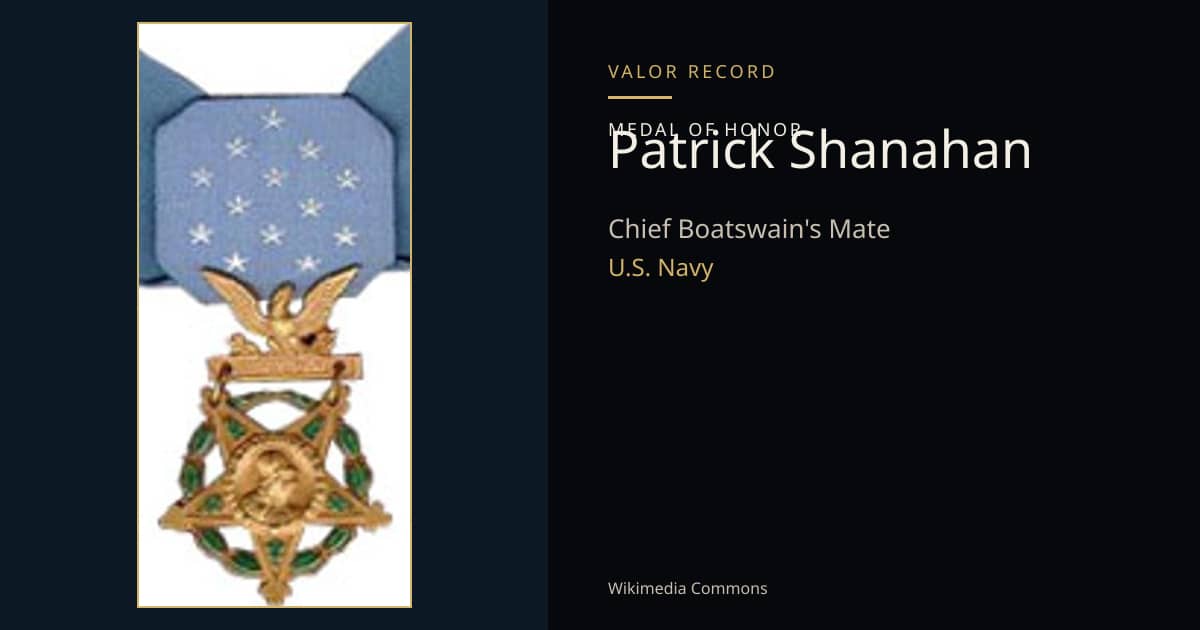 VALOR RECORD
MEDAL OF HONOR
Patrick Shanahan
Chief Boatswain's Mate
U.S. Navy
Wikimedia Commons